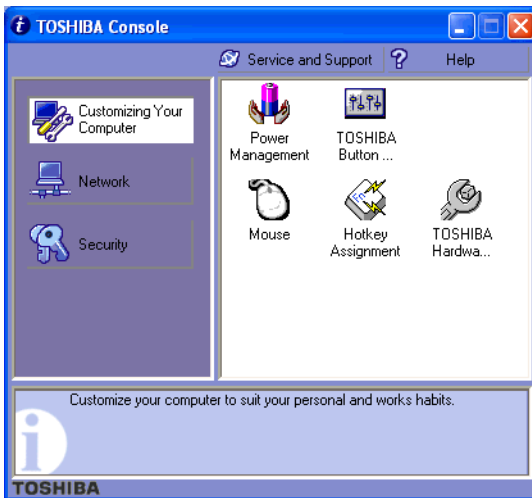 TOSHIBA Console
Service and Support
Help
Customizing Your
Computer
Network
Security
Power
Management
TOSHIBA
Button ...
Mouse
Hotkey
Assignment
TOSHIBA
Hardwa...
Customize your computer to suit your personal and works habits.
TOSHIBA